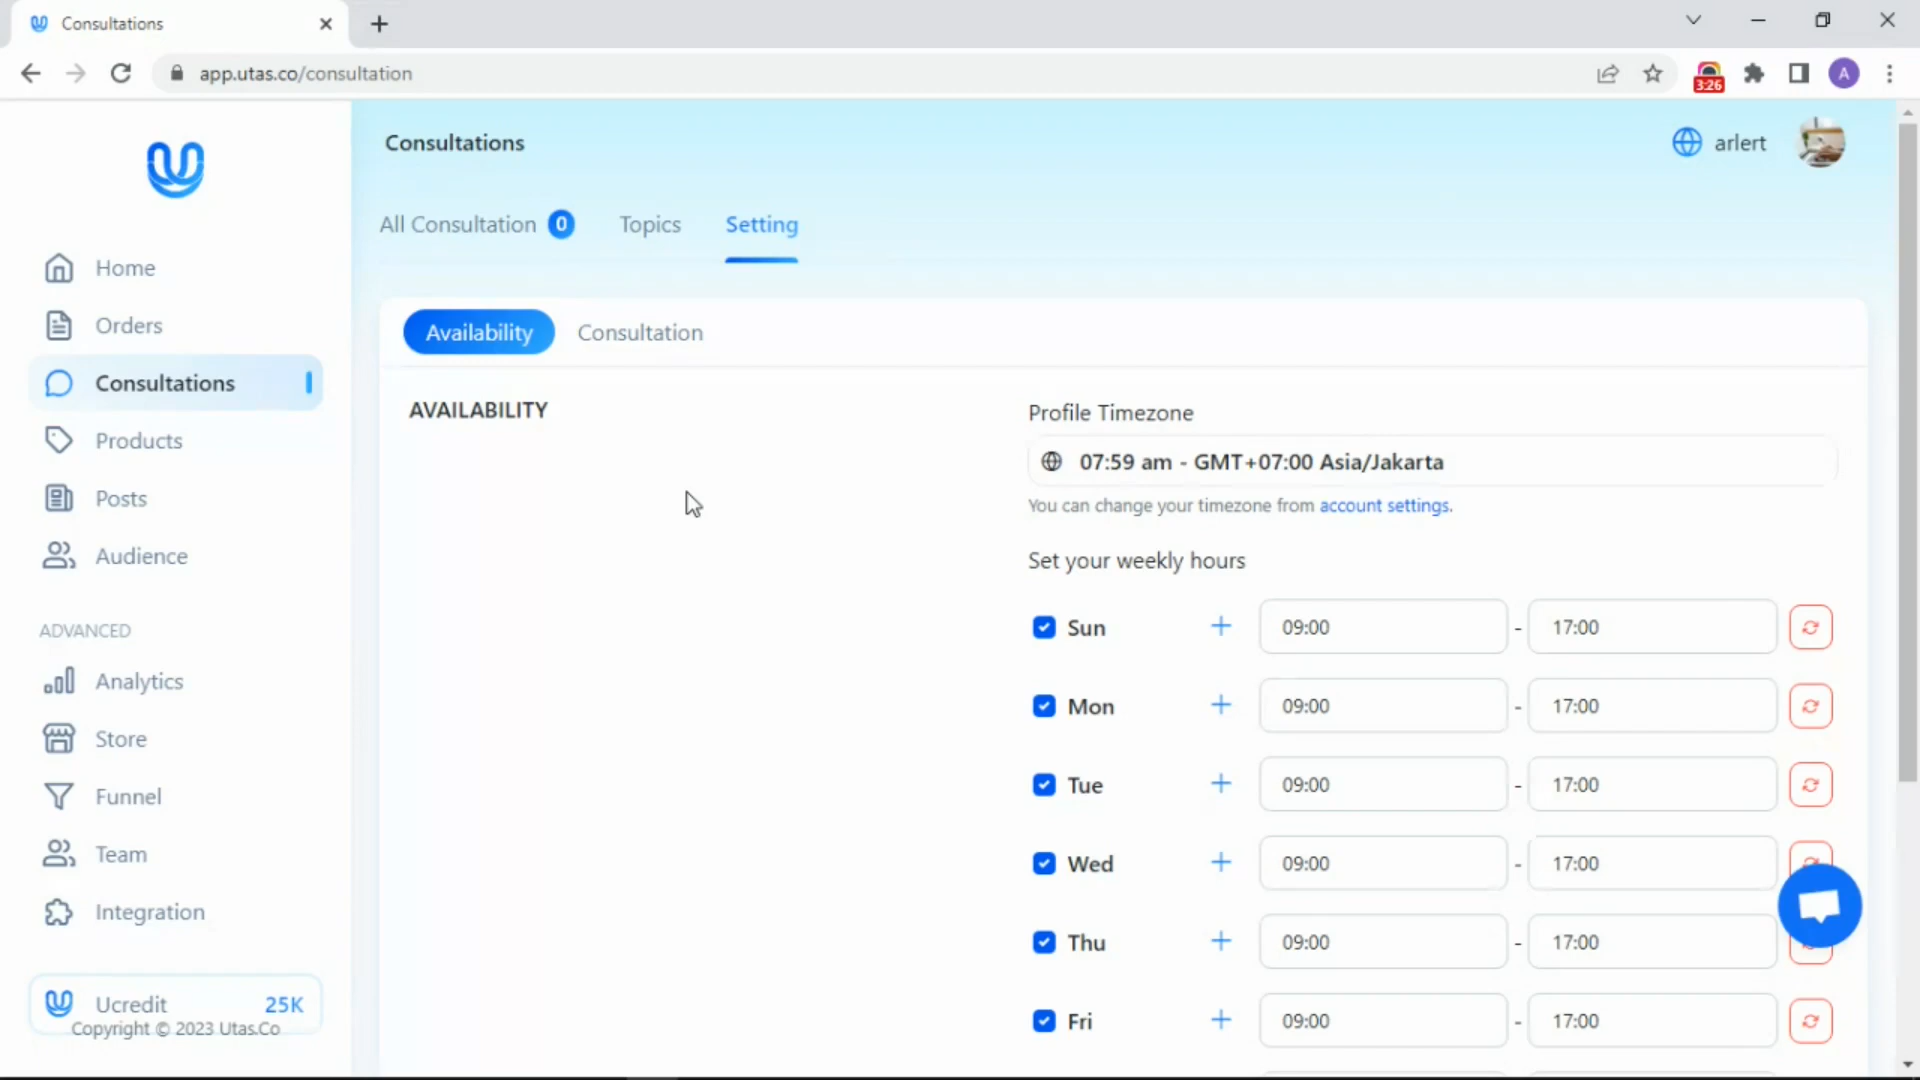 Consultations
app.utas.co/consultation
3:26
A
Consultations
arlert
All Consultation 0
Topics
Setting
Home
Orders
Consultations
Products
Posts
Audience
ADVANCED
Analytics
Store
Funnel
Team
Integration
Ucredit 25K
Copyright © 2023 Utas.Co
Availability
Consultation
AVAILABILITY
Profile Timezone
07:59 am - GMT+07:00 Asia/Jakarta
You can change your timezone from account settings.
Set your weekly hours
Sun + 09:00 - 17:00
Mon + 09:00 - 17:00
Tue + 09:00 - 17:00
Wed + 09:00 - 17:00
Thu + 09:00 - 17:00
Fri + 09:00 - 17:00